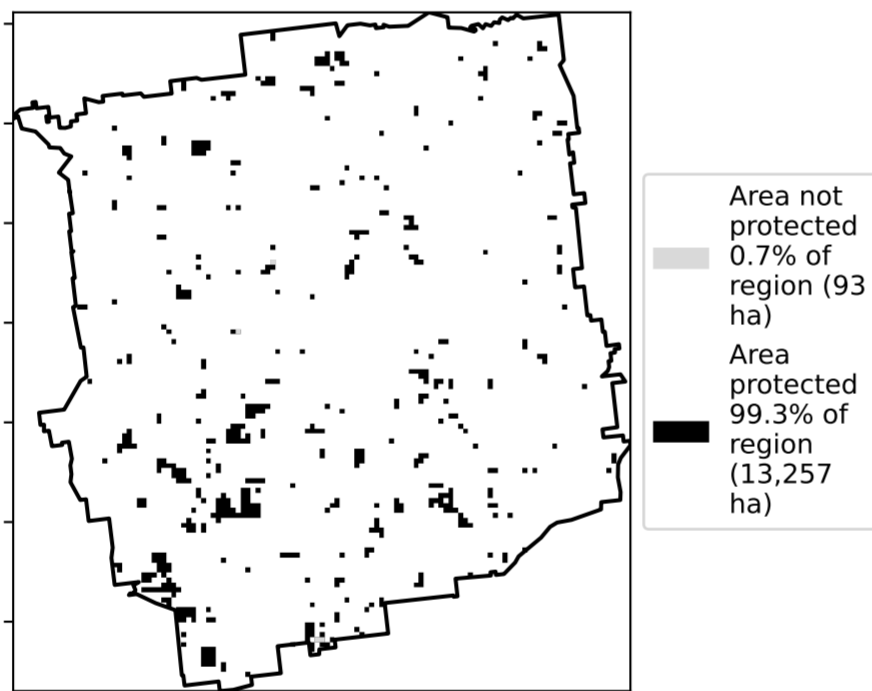 Area not
protected
0.7% of
region (93
ha)
Area
protected
99.3% of
region
(13,257
ha)